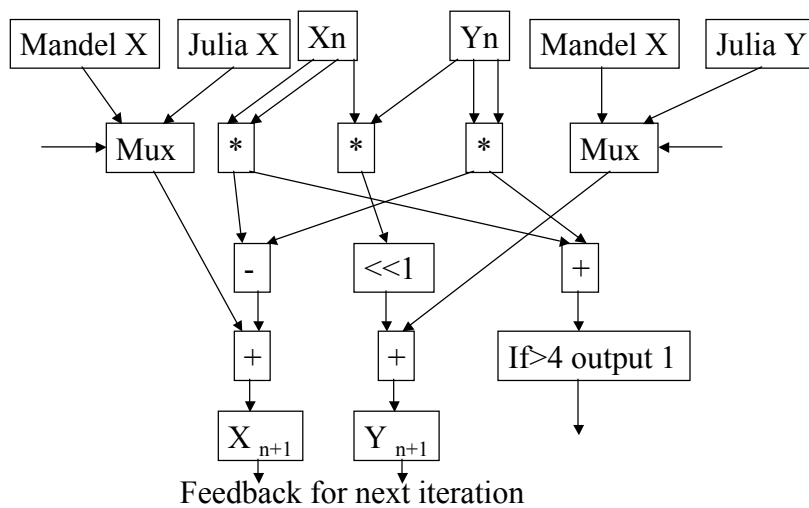 Mandel X Julia X Xn Yn Mandel X Julia Y
Mux * * * Mux
- <<1 +
+ + If>4 output 1
X n+1 Y n+1
Feedback for next iteration